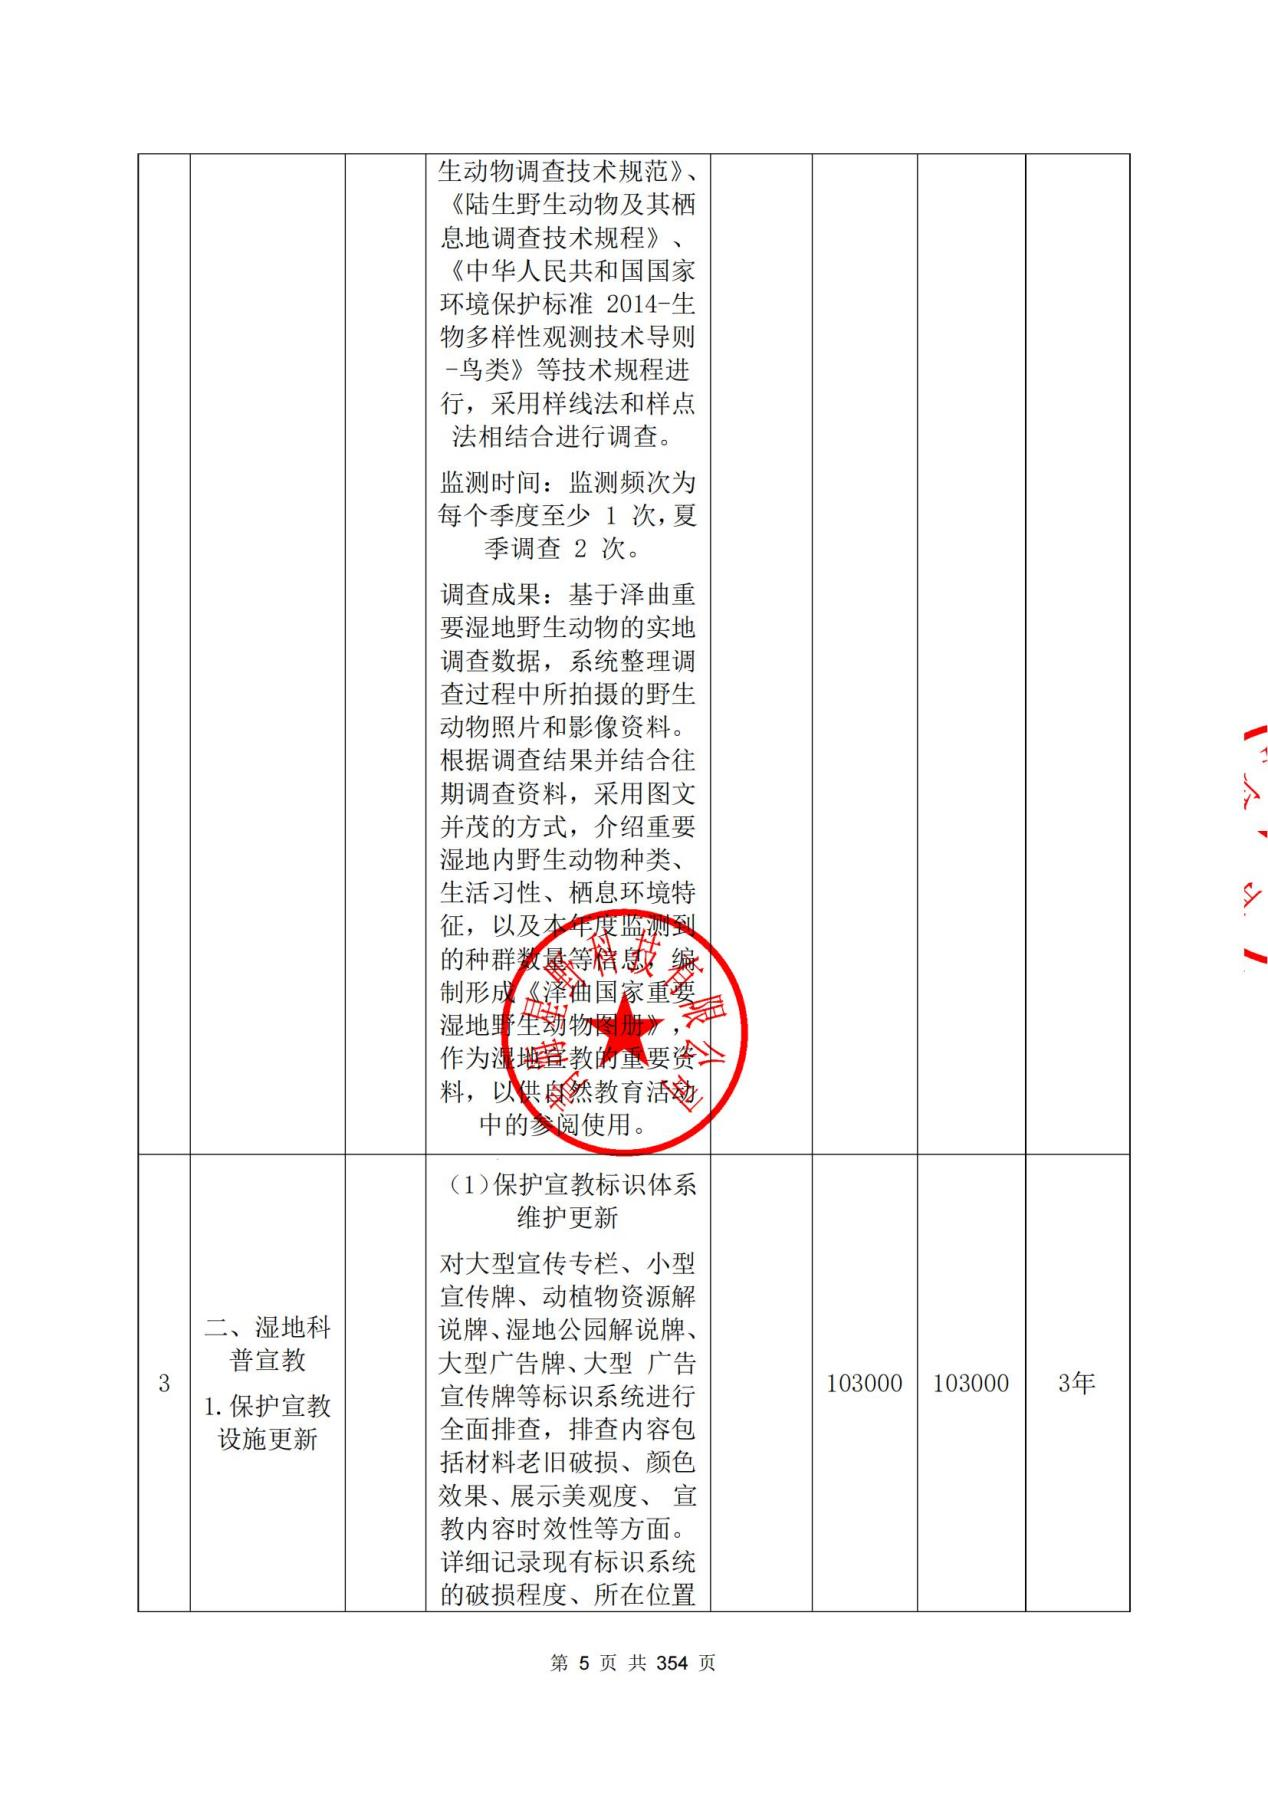 生动物调查技术规范》、
《陆生野生动物及其栖
息地调查技术规程》、
《中华人民共和国国家
环境保护标准 2014-生
物多样性观测技术导则
-鸟类》等技术规程进
行，采用样线法和样点
法相结合进行调查。
监测时间：监测频次为
每个季度至少 1 次，夏
季调查 2 次。
调查成果：基于泽曲重
要湿地野生动物的实地
调查数据，系统整理调
查过程中所拍摄的野生
动物照片和影像资料。
根据调查结果并结合往
期调查资料，采用图文
并茂的方式，介绍重要
湿地内野生动物种类、
生活习性、栖息环境特
征，以及本年度监测到
的种群数量等信息，编
制形成《泽曲国家重要
湿地野生动物图册》，
作为湿地宣教的重要资
料，以供自然教育活动
中的参阅使用。
科技有限公司
3
二、湿地科
普宣教
1.保护宣教
设施更新
（1）保护宣教标识体系
维护更新
对大型宣传专栏、小型
宣传牌、动植物资源解
说牌、湿地公园解说牌、
大型广告牌、大型 广告
宣传牌等标识系统进行
全面排查，排查内容包
括材料老旧破损、颜色
效果、展示美观度、 宣
教内容时效性等方面。
详细记录现有标识系统
的破损程度、所在位置
103000
103000
3年
第 5 页 共 354 页